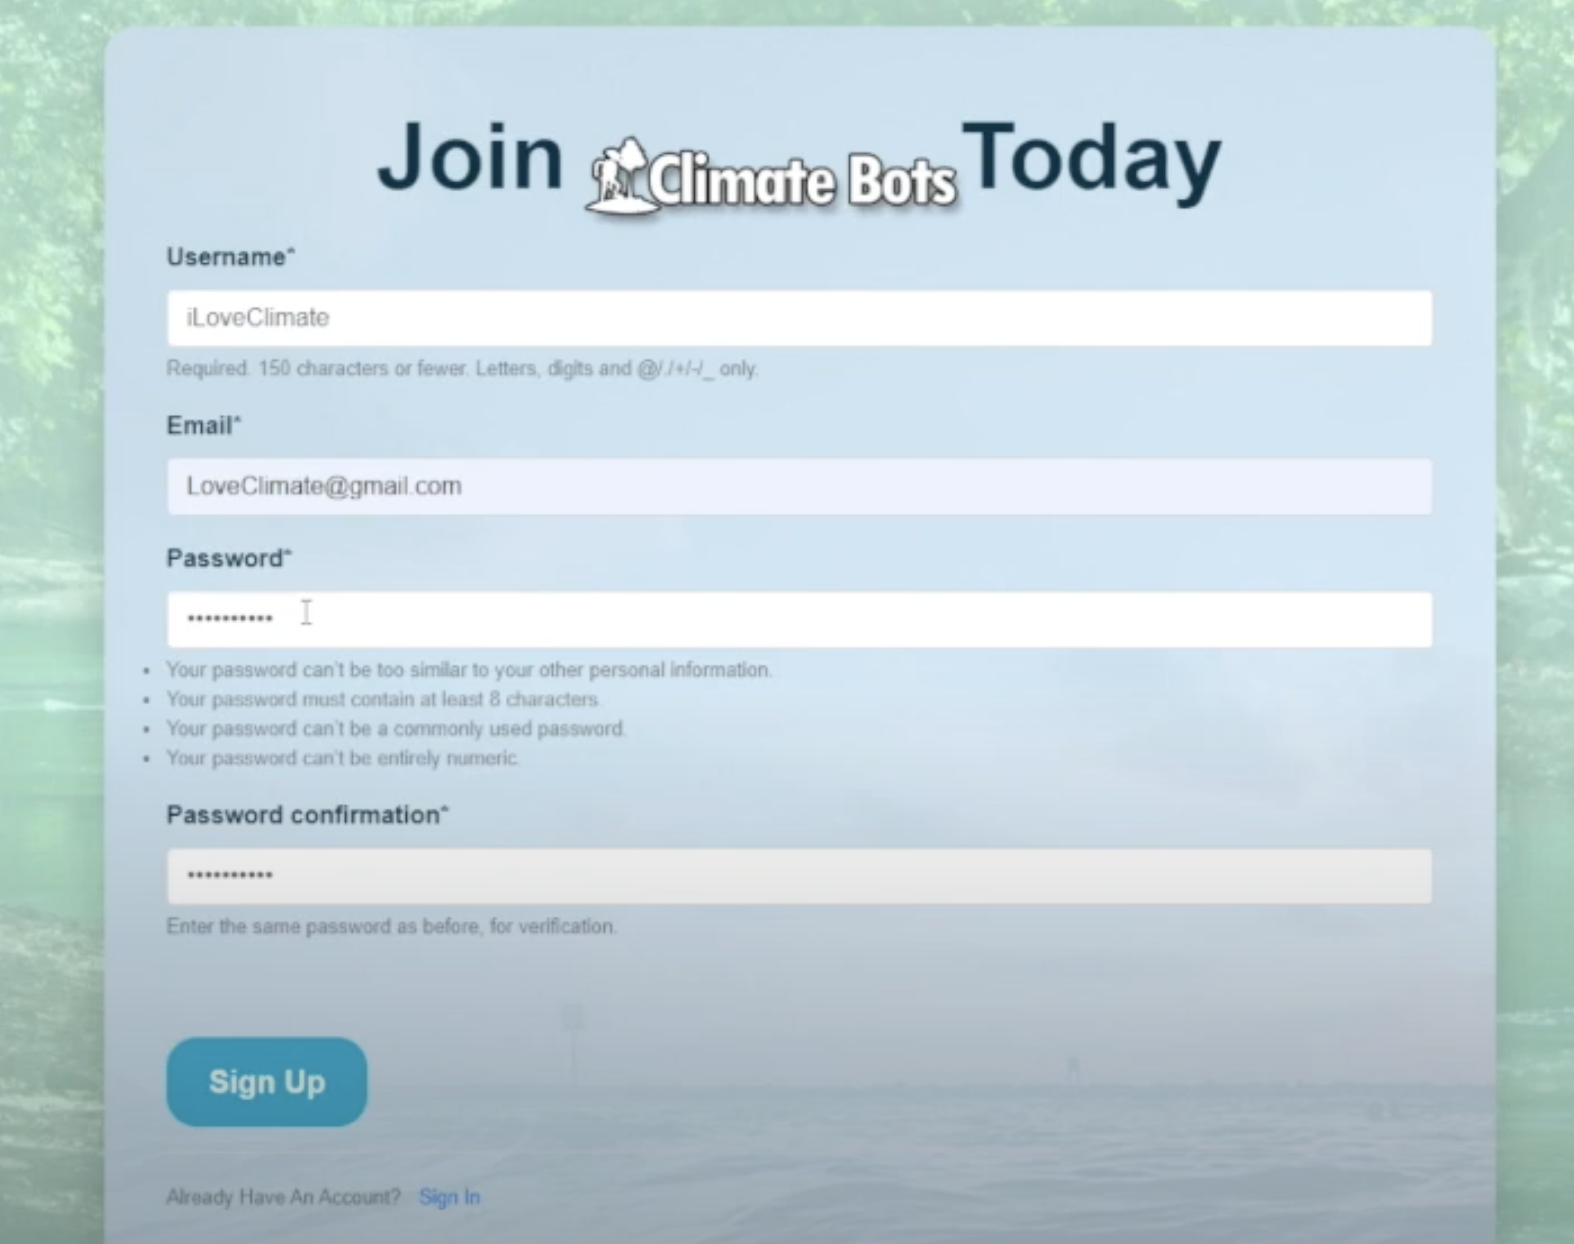 Join Climate Bots Today
Username*
iLoveClimate
Required. 150 characters or fewer. Letters, digits and @/./+/-/_ only.
Email*
LoveClimate@gmail.com
Password*
••••••••••
Your password can't be too similar to your other personal information.
Your password must contain at least 8 characters.
Your password can't be a commonly used password.
Your password can't be entirely numeric.
Password confirmation*
••••••••••
Enter the same password as before, for verification.
Sign Up
Already Have An Account? Sign In